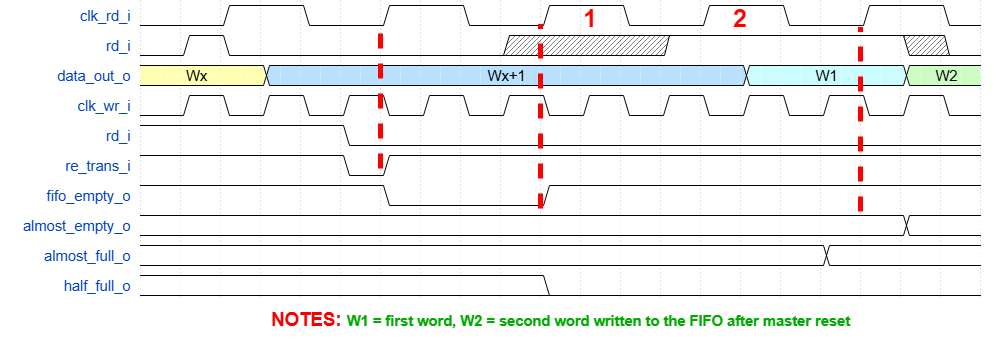 clk_rd_i 1 2
rd_i
data_out_o Wx Wx+1 W1 W2
clk_wr_i
rd_i
re_trans_i
fifo_empty_o
almost_empty_o
almost_full_o
half_full_o
NOTES: W1 = first word, W2 = second word written to the FIFO after master reset